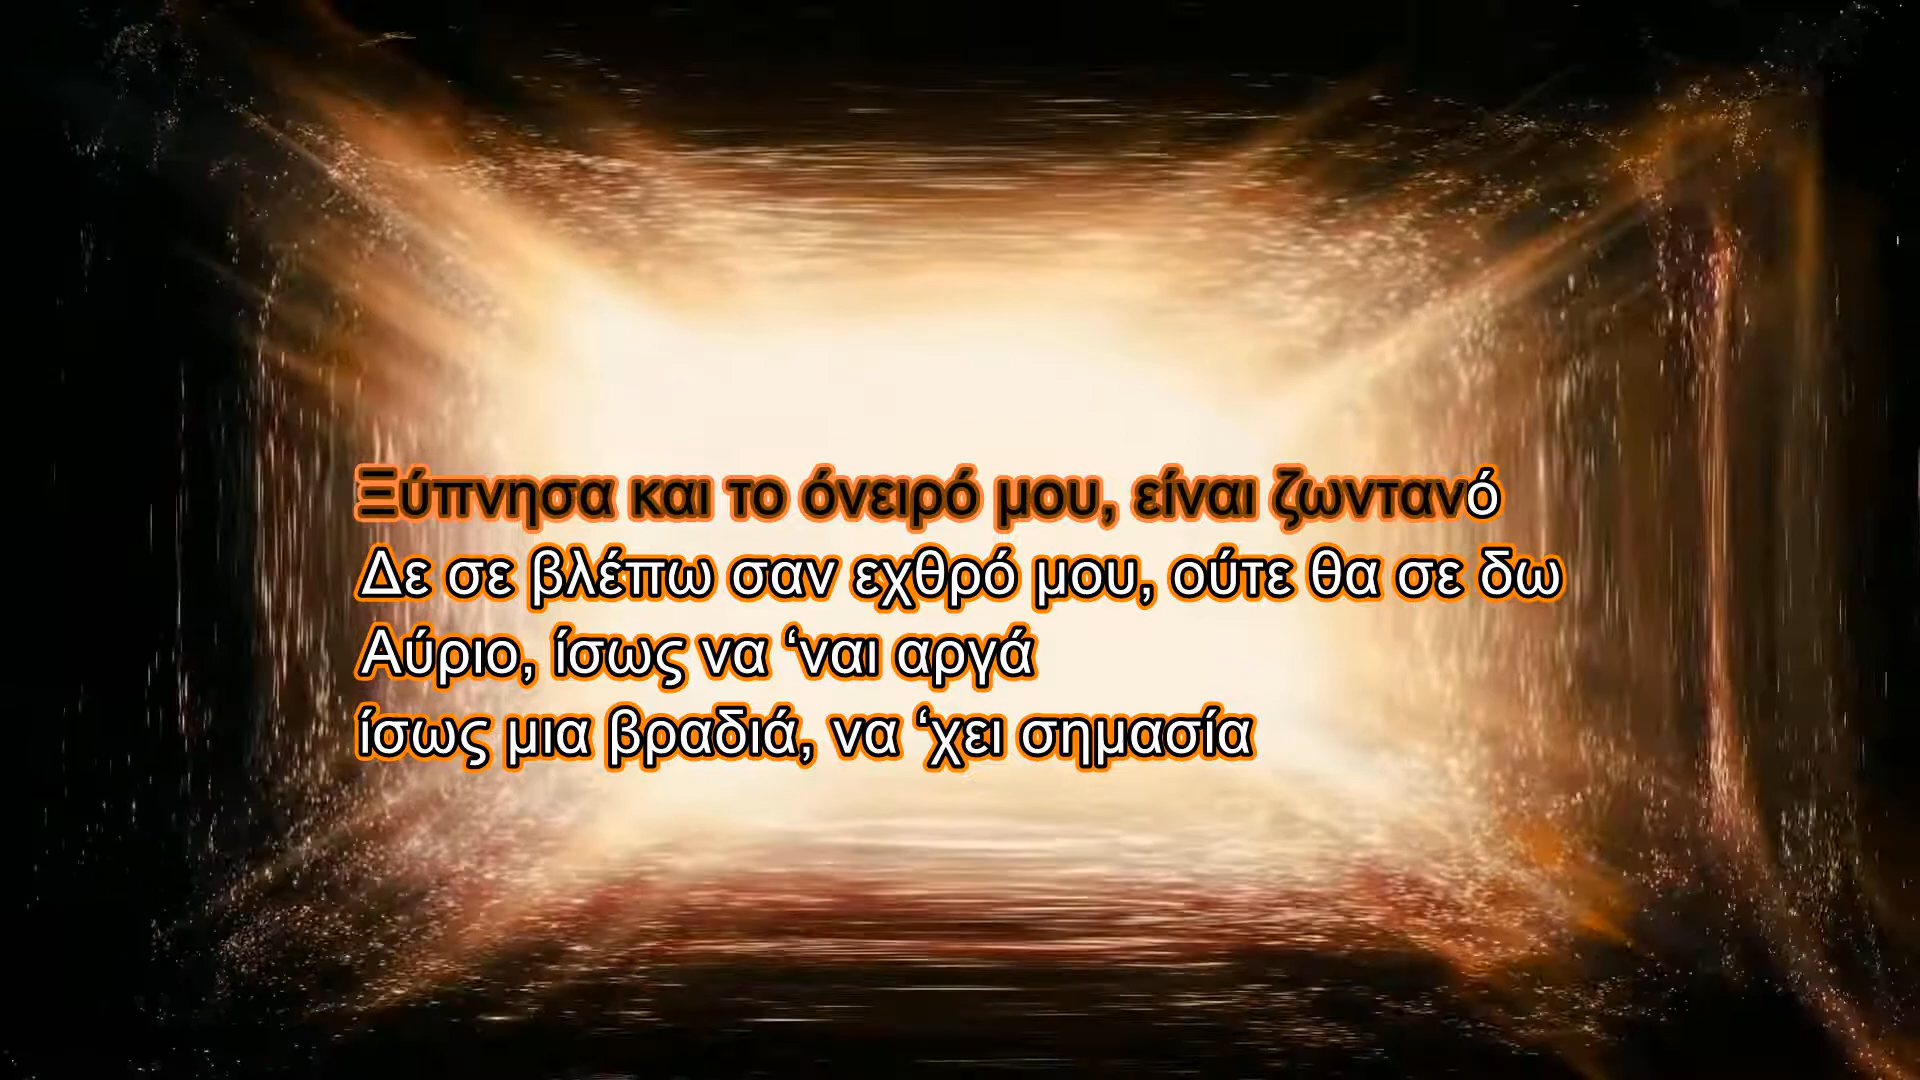 Ξύπνησα και το όνειρό μου, είναι ζωντανό
Δε σε βλέπω σαν εχθρό μου, ούτε θα σε δω
Αύριο, ίσως να ‘ναι αργά
ίσως μια βραδιά, να ‘χει σημασία